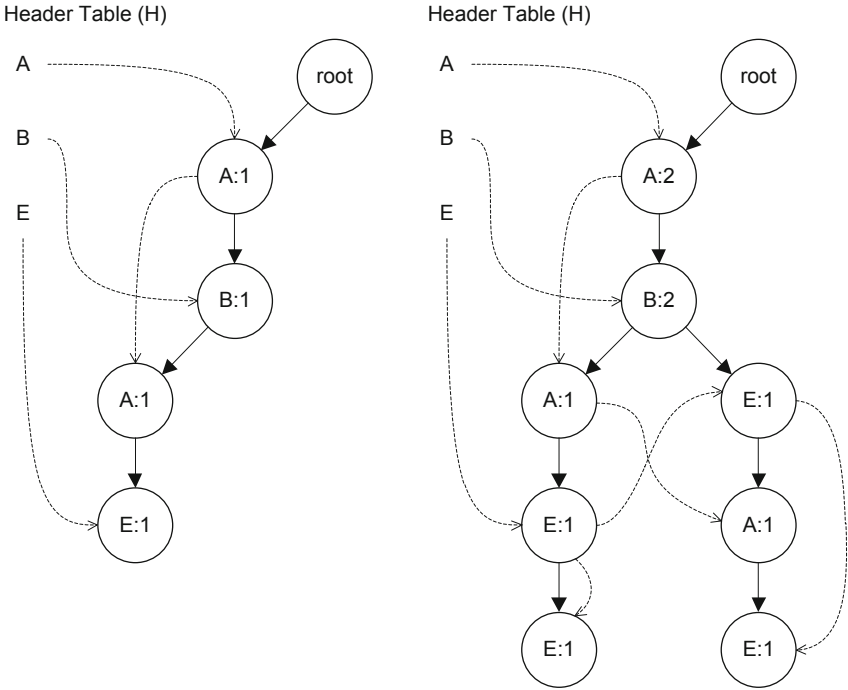 Header Table (H)
A
root
B
A:1
E
B:1
A:1
E:1
Header Table (H)
A
root
B
A:2
E
B:2
A:1
E:1
E:1
A:1
E:1
E:1